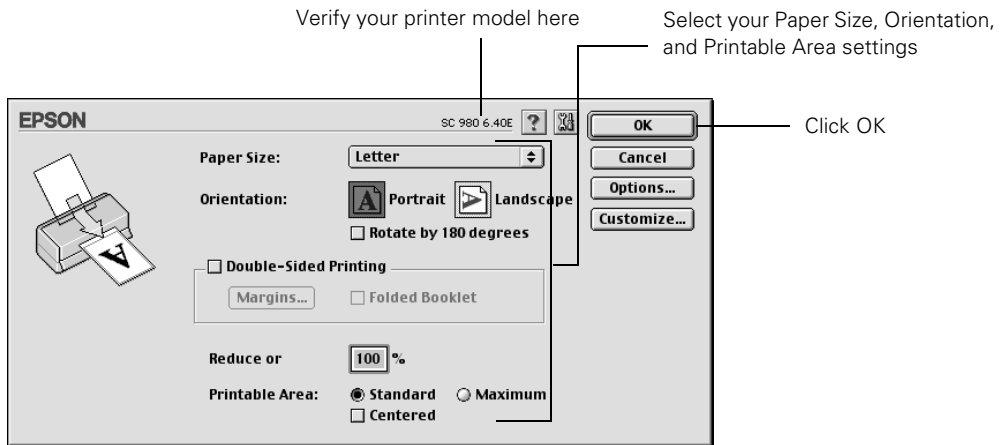 Verify your printer model here
Select your Paper Size, Orientation,
and Printable Area settings
EPSON
SC 980 6.40E
?
OK
Click OK
Paper Size:
Letter
Cancel
Orientation:
A
Portrait
A
Landscape
Options...
Rotate by 180 degrees
Customize...
A
Double-Sided Printing
Margins...
Folded Booklet
Reduce or
100 %
Printable Area:
Standard
Maximum
Centered